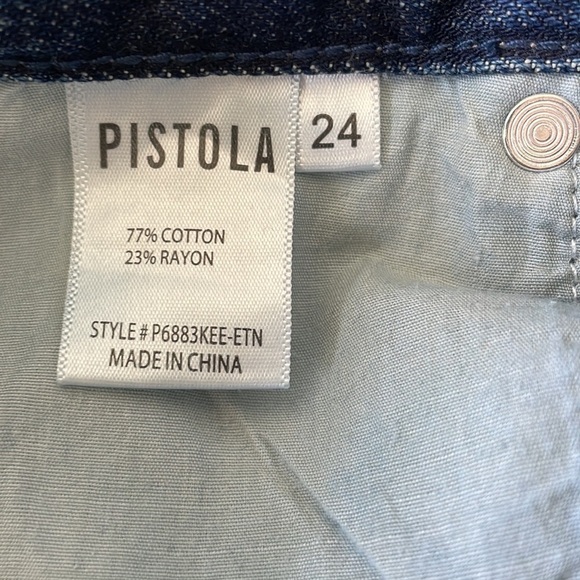 PISTOLA
24
77% COTTON
23% RAYON
STYLE # P6883KEE-ETN
MADE IN CHINA